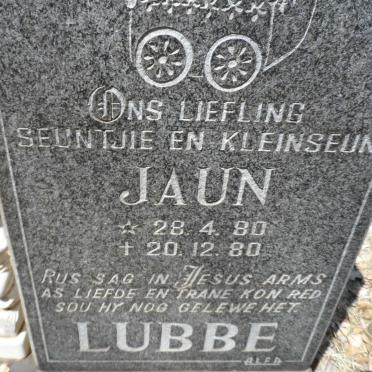 ONS LIEFLING
SEUNTJIE EN KLEINSEUN
JAUN
☆ 28. 4. 80
✝ 20. 12. 80
RUS SAG IN JESUS ARMS
AS LIEFDE EN TRANE KON RED
SOU HY NOG GELEWE HET.
LUBBE